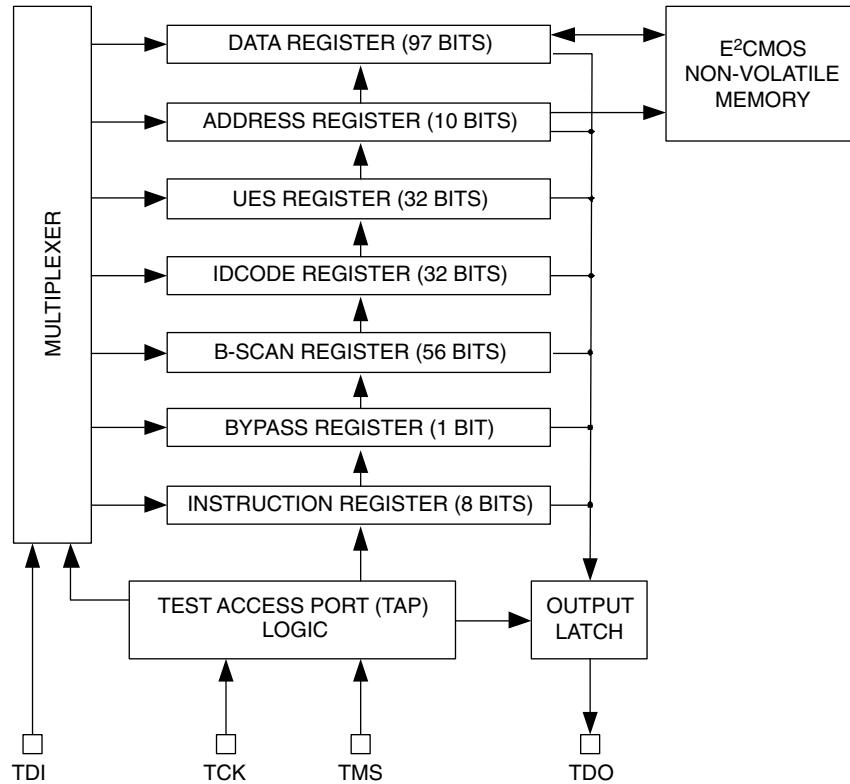 DATA REGISTER (97 BITS)
E²CMOS
NON-VOLATILE
MEMORY
ADDRESS REGISTER (10 BITS)
UES REGISTER (32 BITS)
IDCODE REGISTER (32 BITS)
B-SCAN REGISTER (56 BITS)
BYPASS REGISTER (1 BIT)
INSTRUCTION REGISTER (8 BITS)
MULTIPLEXER
TEST ACCESS PORT (TAP)
LOGIC
OUTPUT
LATCH
TDI
TCK
TMS
TDO